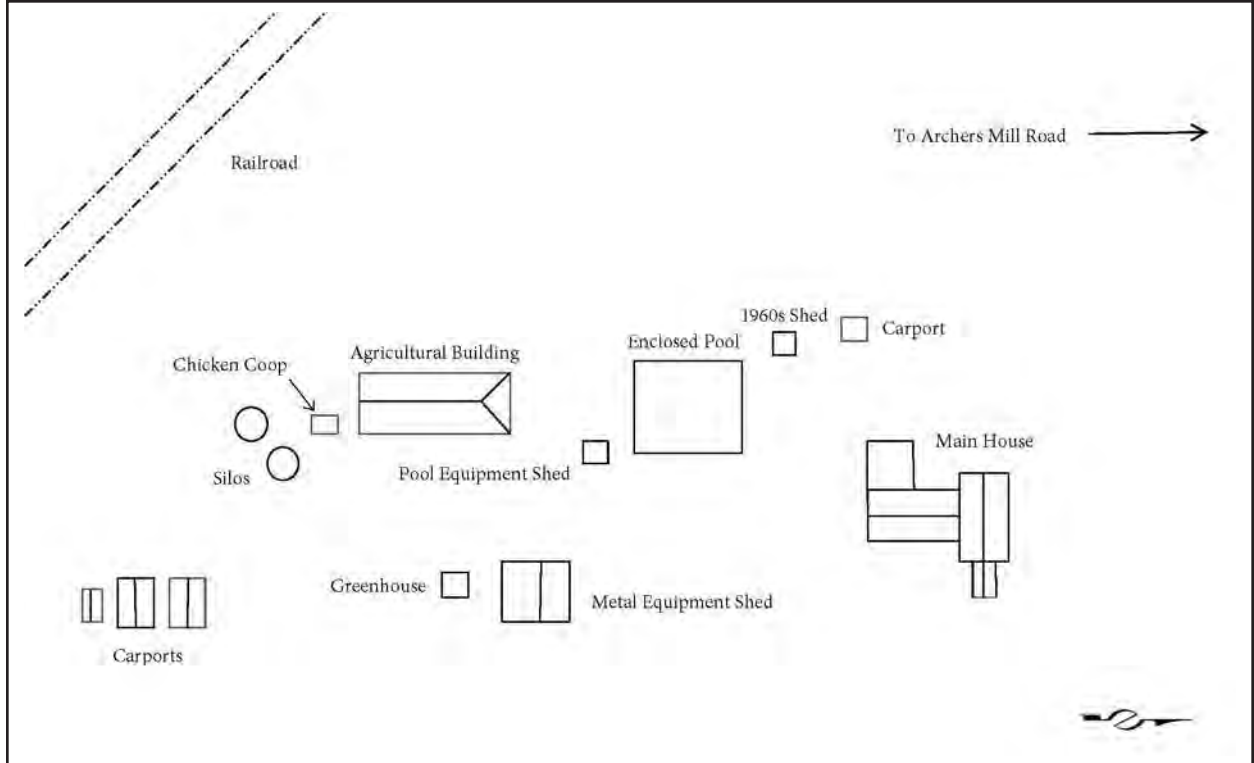 To Archers Mill Road
Railroad
1960s Shed
Carport
Enclosed Pool
Agricultural Building
Chicken Coop
Main House
Pool Equipment Shed
Silos
Greenhouse
Metal Equipment Shed
Carports